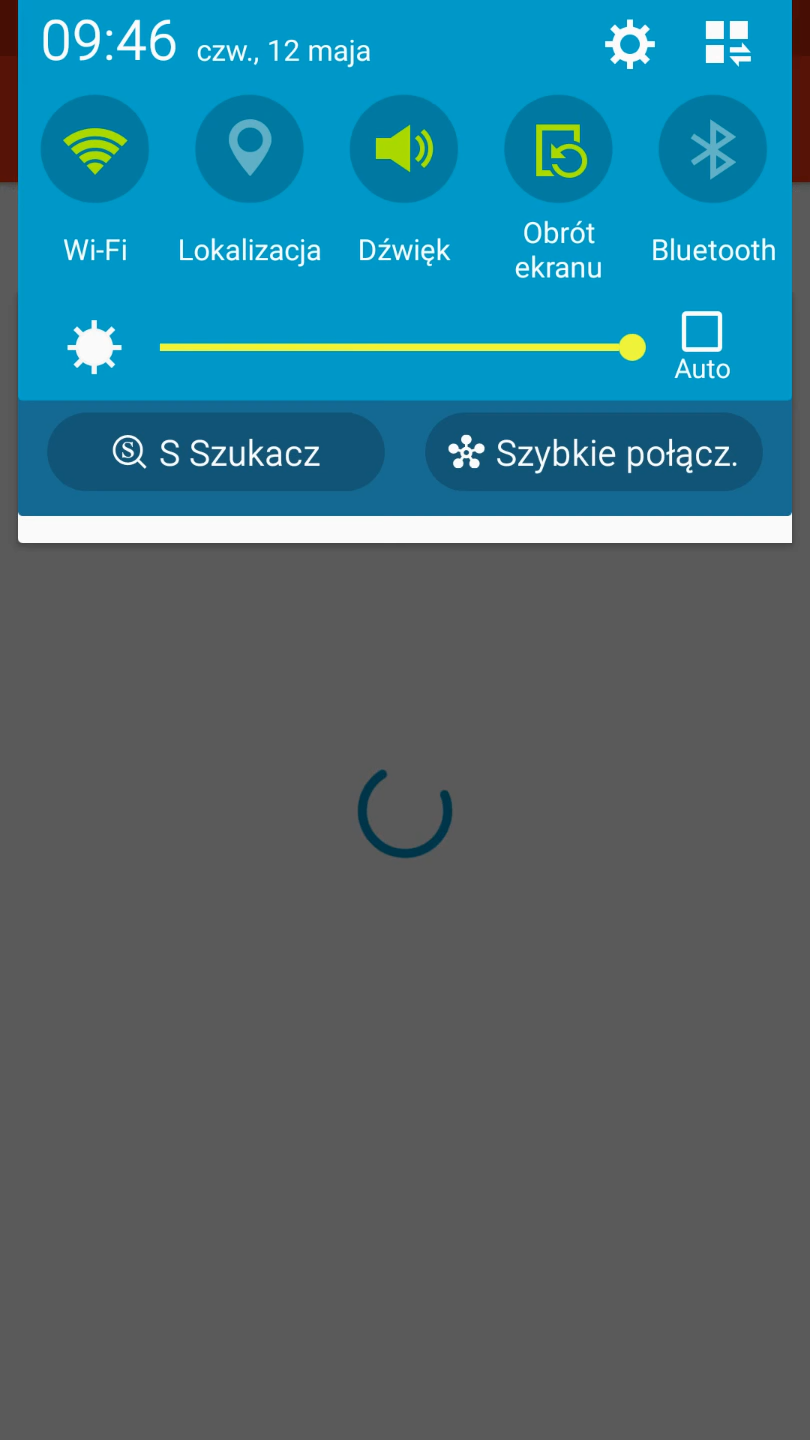 09:46 czw., 12 maja
Wi-Fi
Lokalizacja
Dźwięk
Obrót
ekranu
Bluetooth
Auto
S Szukacz
Szybkie połącz.